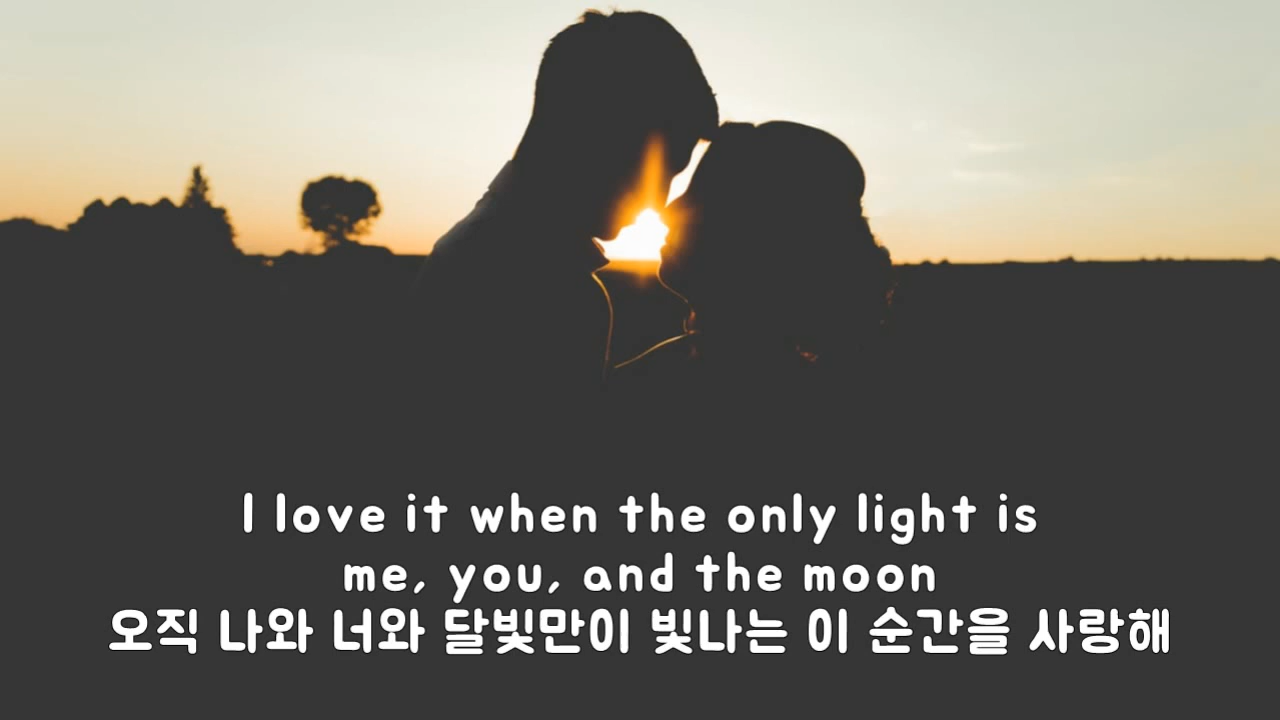 I love it when the only light is
me, you, and the moon
오직 나와 너와 달빛만이 빛나는 이 순간을 사랑해